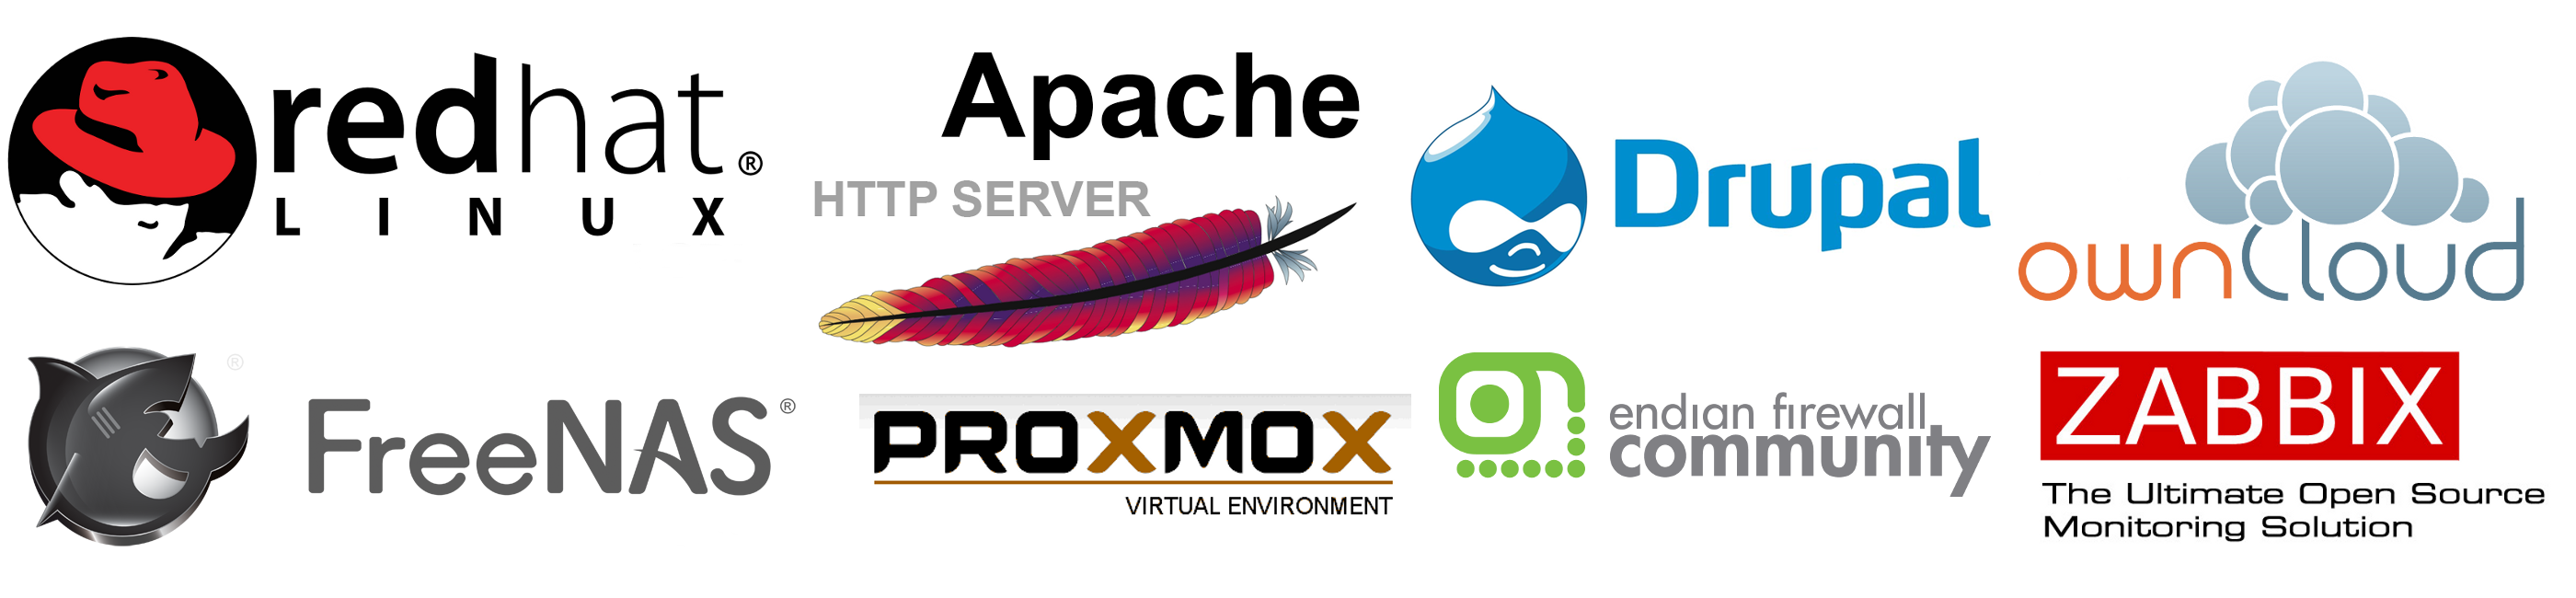 redhat®
LINUX
Apache
HTTP SERVER
Drupal
ownCloud
FreeNAS®
PROXMOX
VIRTUAL ENVIRONMENT
endian firewall
community
ZABBIX
The Ultimate Open Source
Monitoring Solution